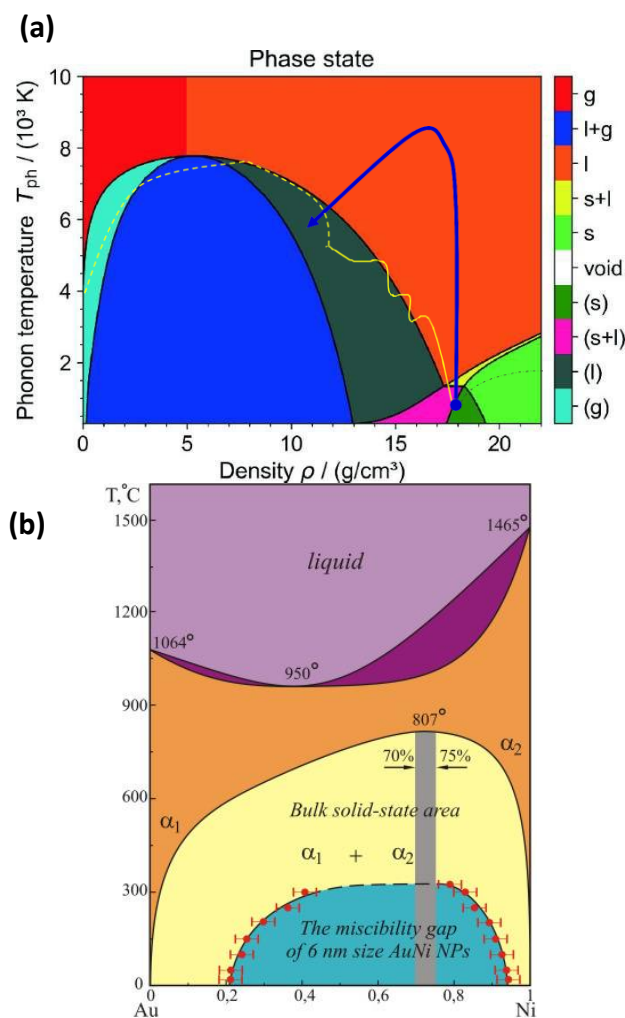 (a)
Phase state
Phonon temperature Tph / (10³ K)
10
8
6
4
2
0
5
10
15
20
Density ρ / (g/cm³)
g
l+g
l
s+l
s
void
(s)
(s+l)
(l)
(g)
(b)
T,°C
1500
1200
900
600
300
0
liquid
1465°
1064°
950°
807°
70%
75%
α₁
α₂
Bulk solid-state area
α₁ + α₂
The miscibility gap
of 6 nm size AuNi NPs
0
0,2
0,4
0,6
0,8
1
Au
Ni